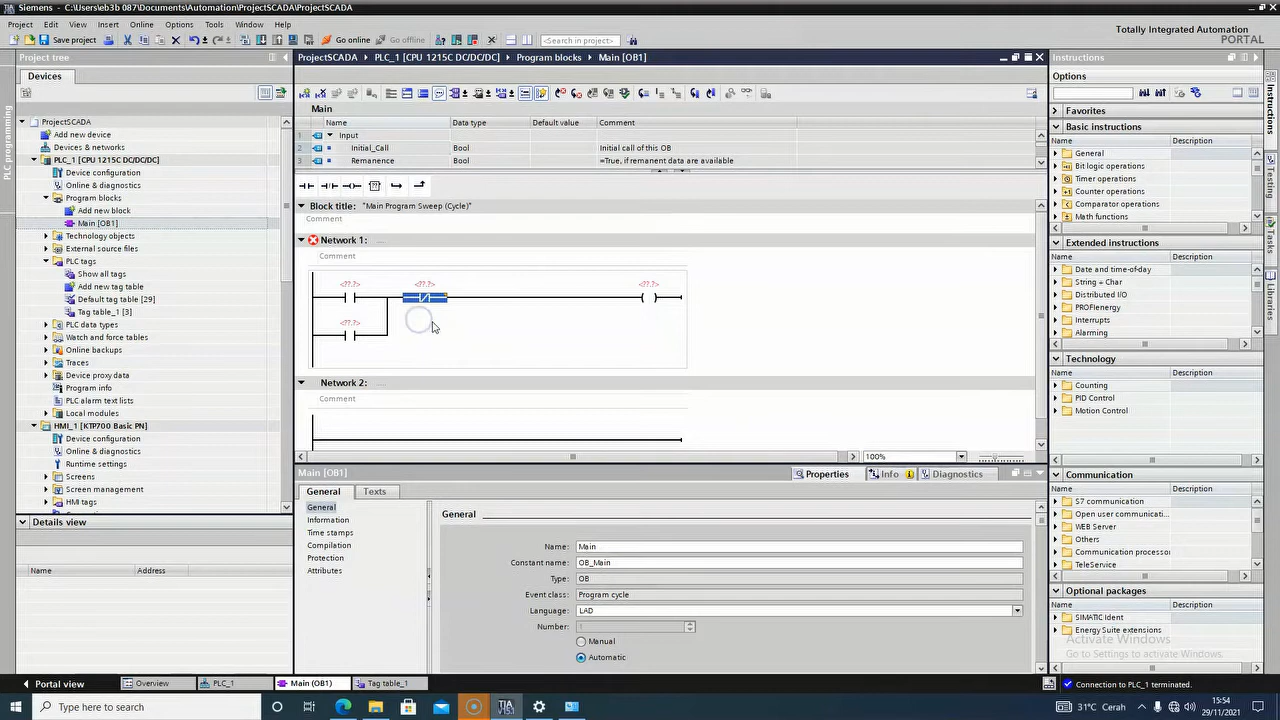 Siemens - C:\Users\eb3b 087\Documents\Automation\ProjectSCADA\ProjectSCADA
Project Edit View Insert Online Options Tools Window Help
Save project Go online Go offline <Search in project>
Totally Integrated Automation
PORTAL
Project tree
ProjectSCADA PLC_1 [CPU 1215C DC/DC/DC] Program blocks Main [OB1]
Instructions
Devices
Options
PLC programming
Main
Name Data type Default value Comment
1 Input
2 Initial_Call Bool Initial call of this OB
3 Remanence Bool =True, if remanent data are available
ProjectSCADA
Add new device
Devices & networks
PLC_1 [CPU 1215C DC/DC/DC]
Device configuration
Online & diagnostics
Program blocks
Add new block
Main [OB1]
Technology objects
External source files
PLC tags
Show all tags
Add new tag table
Default tag table [29]
Tag table_1 [3]
PLC data types
Watch and force tables
Online backups
Traces
Device proxy data
Program info
PLC alarm text lists
Local modules
HMI_1 [KTP700 Basic PN]
Device configuration
Online & diagnostics
Runtime settings
Screens
Screen management
HMI tags
Block title: "Main Program Sweep (Cycle)"
Comment
Network 1:
Comment
<??.?> <??.?> <??.?>
<??.?>
Network 2:
Comment
100%
Main [OB1]
Properties Info Diagnostics
General Texts
General
Information
Time stamps
Compilation
Protection
Attributes
General
Name: Main
Constant name: OB_Main
Type: OB
Event class: Program cycle
Language: LAD
Number: 1
Manual
Automatic
Details view
Name Address
Favorites
Basic instructions
Name Description
General
Bit logic operations
Timer operations
Counter operations
Comparator operations
Math functions
Extended instructions
Name Description
Date and time-of-day
String + Char
Distributed I/O
PROFIenergy
Interrupts
Alarming
Technology
Name Description
Counting
PID Control
Motion Control
Communication
Name Description
S7 communication
Open user communicati...
WEB Server
Others
Communication processor
TeleService
Optional packages
Name Description
SIMATIC Ident
Energy Suite extensions
Activate Windows
Go to Settings to activate Windows.
Instructions
Testing
Tasks
Libraries
Portal view Overview PLC_1 Main (OB1) Tag table_1
Connection to PLC_1 terminated.
Type here to search
31°C Cerah
15:54
29/11/2021